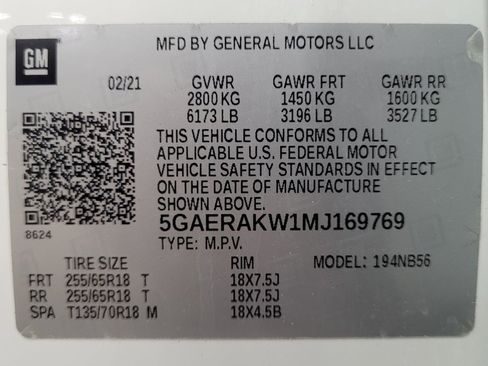 GM
MFD BY GENERAL MOTORS LLC
02/21 GVWR GAWR FRT GAWR RR
2800 KG 1450 KG 1600 KG
6173 LB 3196 LB 3527 LB
THIS VEHICLE CONFORMS TO ALL
APPLICABLE U.S. FEDERAL MOTOR
VEHICLE SAFETY STANDARDS IN EFFECT
ON THE DATE OF MANUFACTURE
SHOWN ABOVE.
8624
5GAERAKW1MJ169769
TYPE: M.P.V.
TIRE SIZE RIM MODEL: 194NB56
FRT 255/65R18 T 18X7.5J
RR 255/65R18 T 18X7.5J
SPA T135/70R18 M 18X4.5B